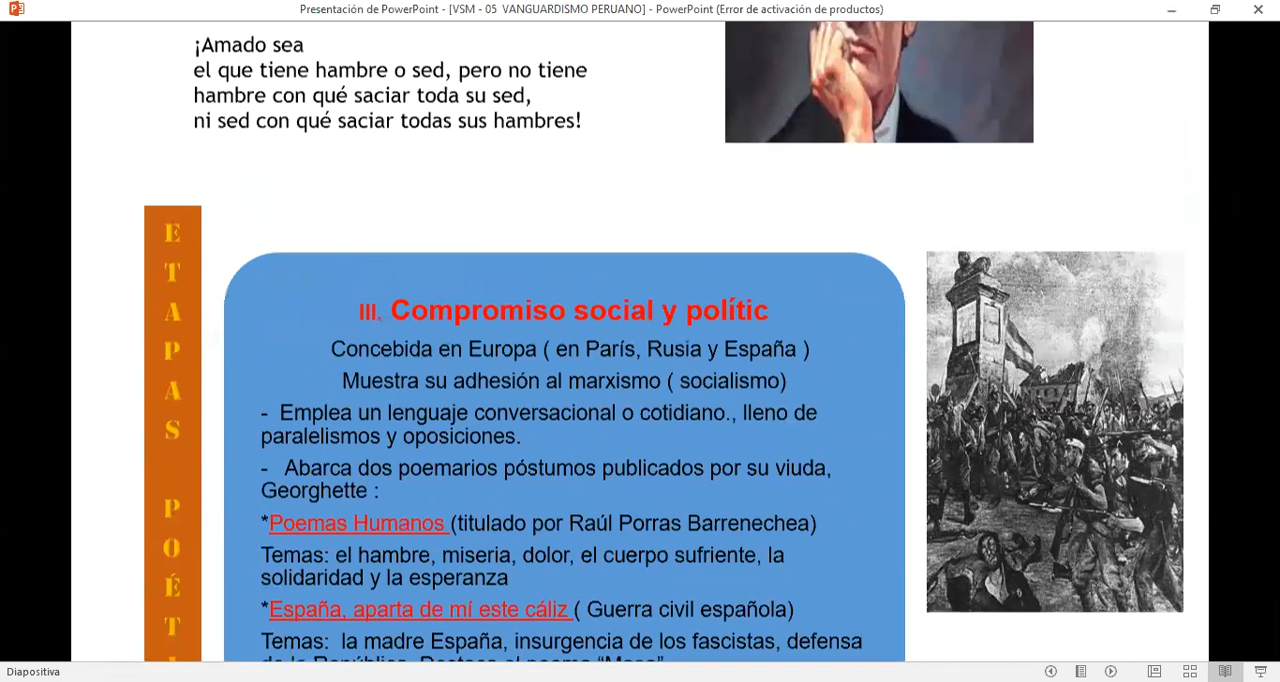 Presentación de PowerPoint - [VSM - 05 VANGUARDISMO PERUANO] - PowerPoint (Error de activación de productos)
¡Amado sea
el que tiene hambre o sed, pero no tiene
hambre con qué saciar toda su sed,
ni sed con qué saciar todas sus hambres!
E
T
A
P
A
S
P
O
É
T
III. Compromiso social y polític
Concebida en Europa ( en París, Rusia y España )
Muestra su adhesión al marxismo ( socialismo)
- Emplea un lenguaje conversacional o cotidiano., lleno de
paralelismos y oposiciones.
- Abarca dos poemarios póstumos publicados por su viuda,
Georghette :
*Poemas Humanos (titulado por Raúl Porras Barrenechea)
Temas: el hambre, miseria, dolor, el cuerpo sufriente, la
solidaridad y la esperanza
*España, aparta de mí este cáliz ( Guerra civil española)
Temas: la madre España, insurgencia de los fascistas, defensa
Diapositiva